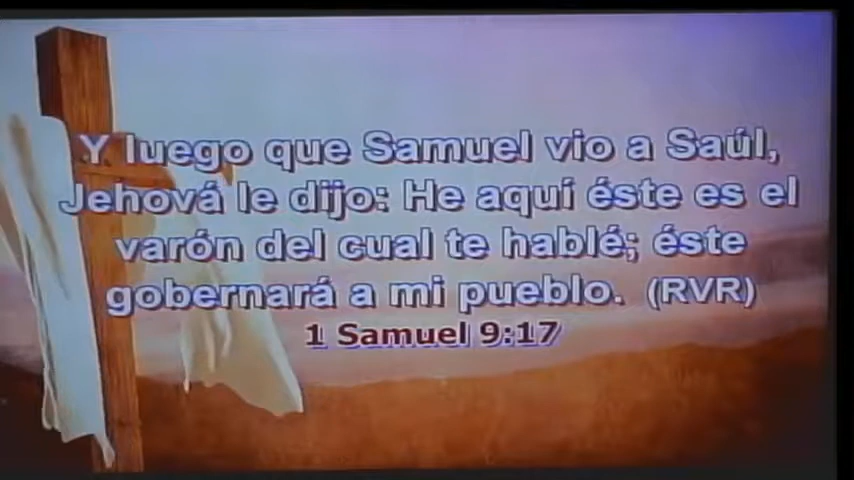 Y luego que Samuel vio a Saúl,
Jehová le dijo: He aquí éste es el
varón del cual te hablé; éste
gobernará a mi pueblo. (RVR)
1 Samuel 9:17